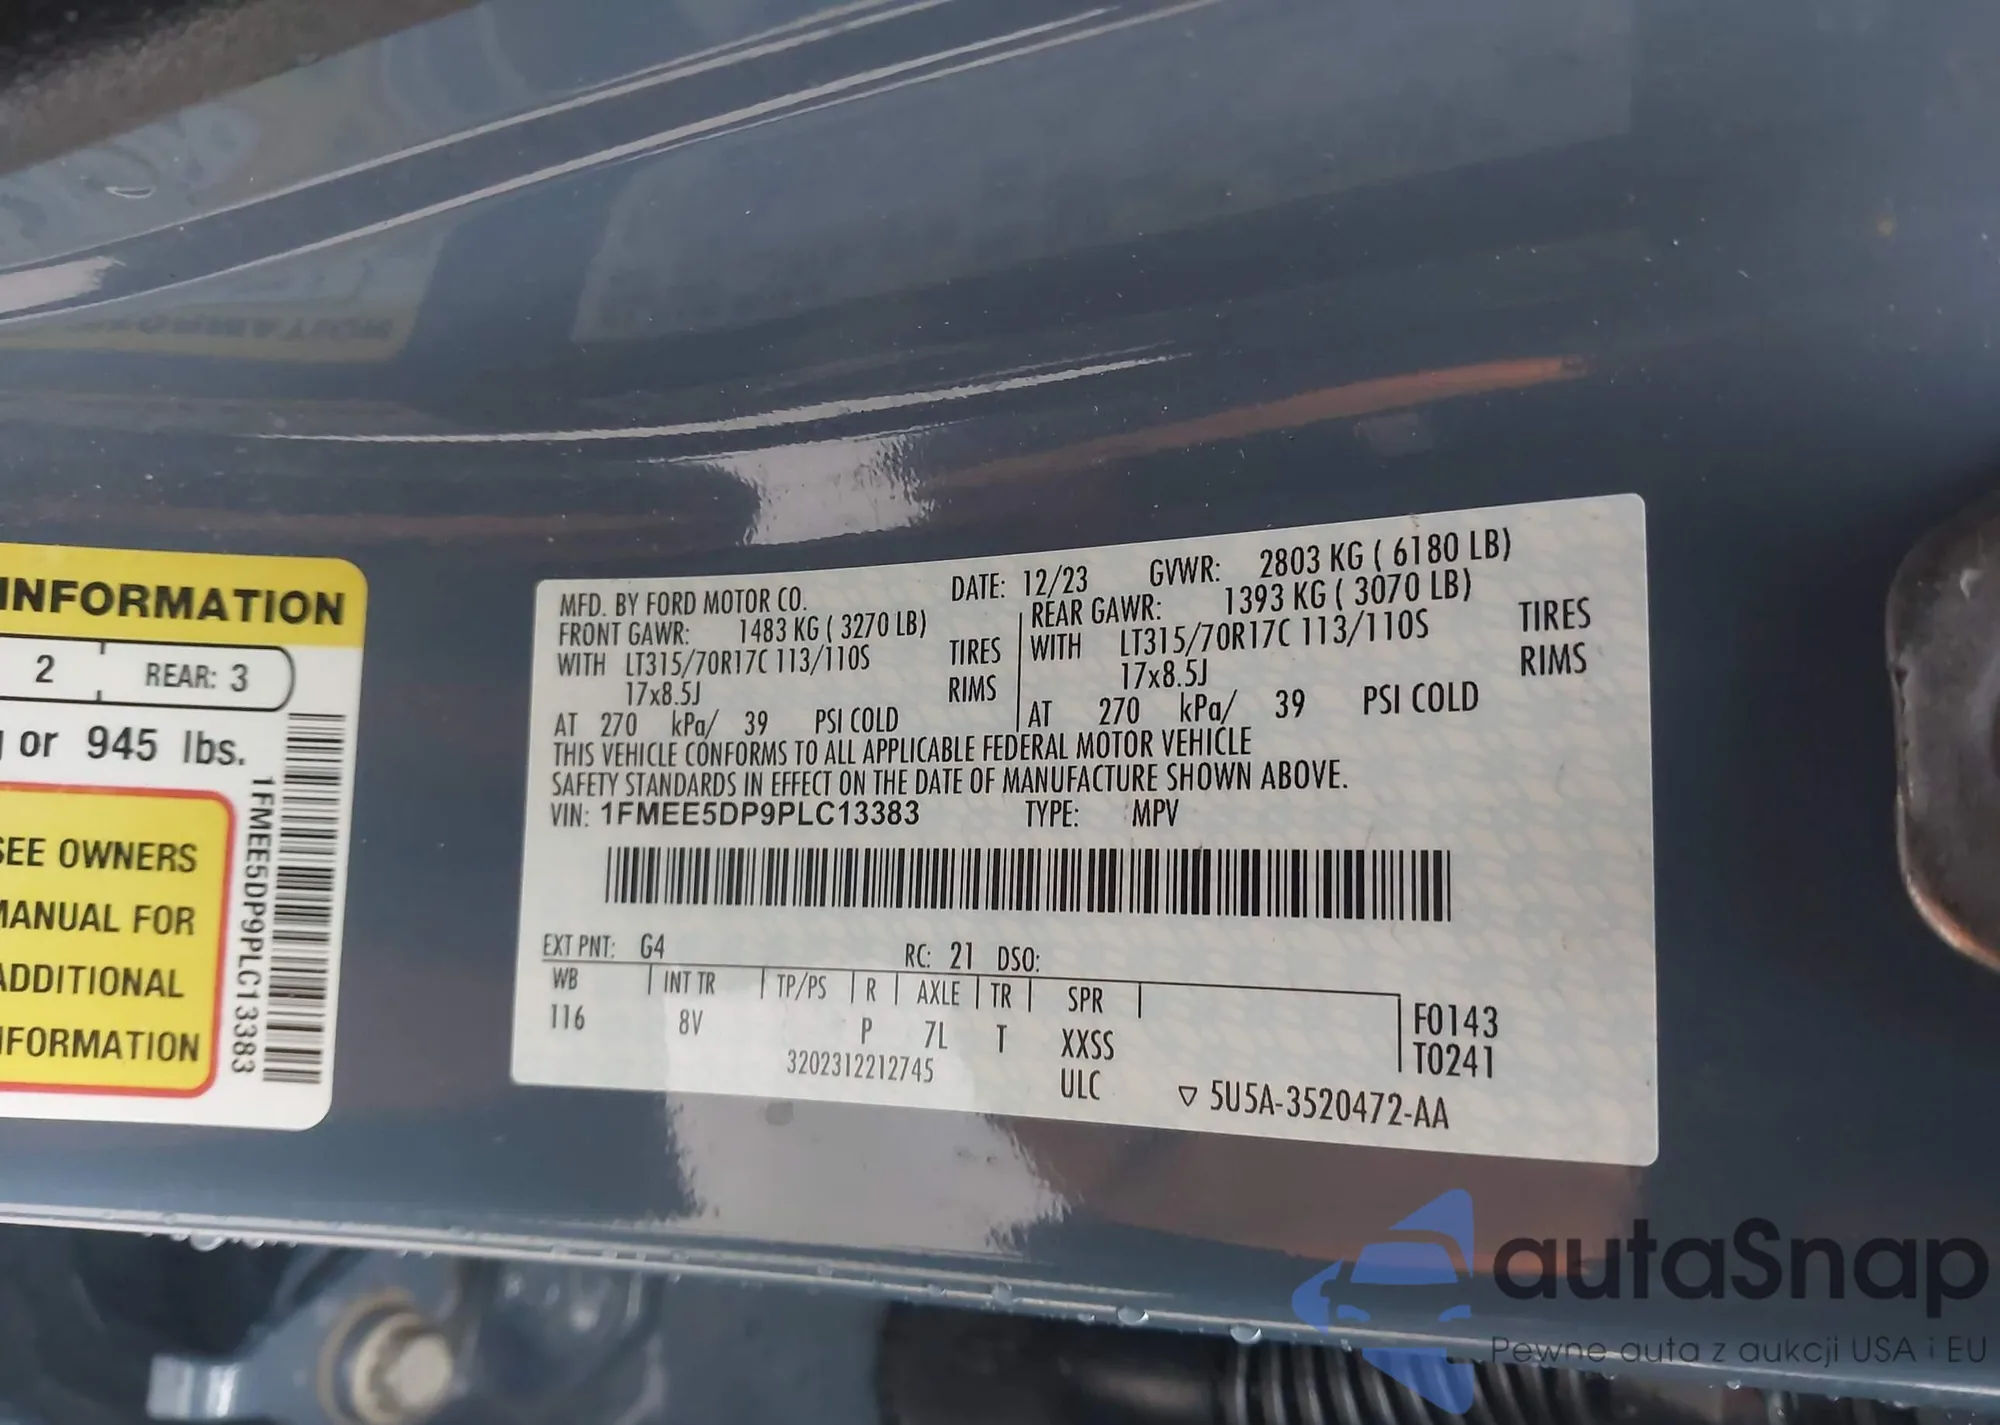 INFORMATION
2 REAR: 3
or 945 lbs.
SEE OWNERS
MANUAL FOR
ADDITIONAL
INFORMATION
1FMEE5DP9PLC13383
MFD. BY FORD MOTOR CO. DATE: 12/23 GVWR: 2803 KG ( 6180 LB)
FRONT GAWR: 1483 KG ( 3270 LB) REAR GAWR: 1393 KG ( 3070 LB)
WITH LT315/70R17C 113/110S TIRES WITH LT315/70R17C 113/110S TIRES
17x8.5J RIMS 17x8.5J RIMS
AT 270 kPa/ 39 PSI COLD AT 270 kPa/ 39 PSI COLD
THIS VEHICLE CONFORMS TO ALL APPLICABLE FEDERAL MOTOR VEHICLE
SAFETY STANDARDS IN EFFECT ON THE DATE OF MANUFACTURE SHOWN ABOVE.
VIN: 1FMEE5DP9PLC13383 TYPE: MPV
EXT PNT: G4 RC: 21 DSO:
WB INT TR TP/PS R AXLE TR SPR
116 8V P 7L T XXSS
F0143
T0241
3202312212745 ULC
▽ 5U5A-3520472-AA
autaSnap
Pewne auta z aukcji USA i EU